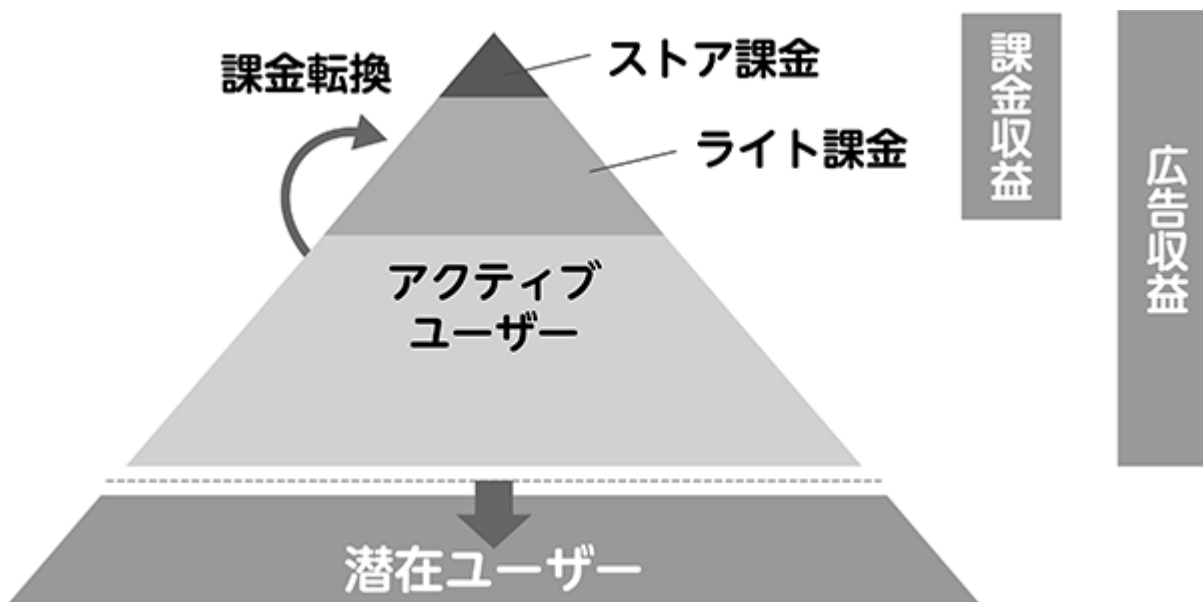 課金転換
ストア課金
ライト課金
アクティブ
ユーザー
潜在ユーザー
課金収益
広告収益